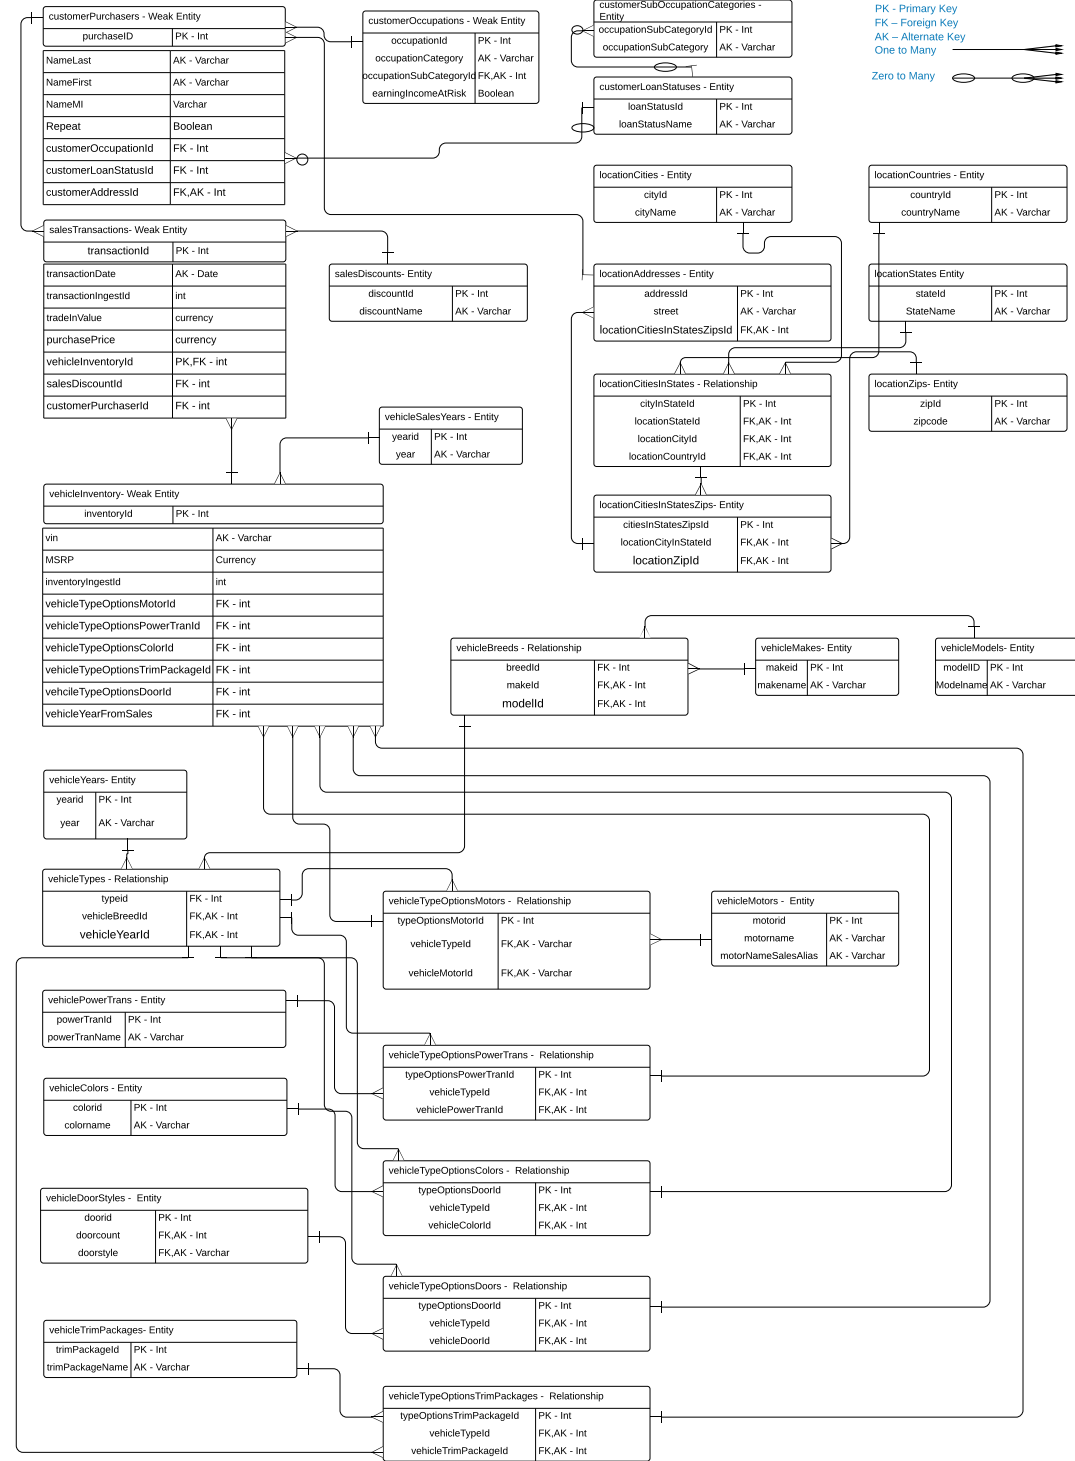 customerPurchasers - Weak Entity
purchaseID PK - Int
NameLast AK - Varchar
NameFirst AK - Varchar
NameMI Varchar
Repeat Boolean
customerOccupationId FK - Int
customerLoanStatusId FK - Int
customerAddressId FK,AK - Int
customerOccupations - Weak Entity
occupationId PK - Int
occupationCategory AK - Varchar
occupationSubCategoryId FK,AK - Int
earningIncomeAtRisk Boolean
customerSubOccupationCategories -
Entity
occupationSubCategoryId PK - Int
occupationSubCategory AK - Varchar
PK - Primary Key
FK – Foreign Key
AK – Alternate Key
One to Many
Zero to Many
customerLoanStatuses - Entity
loanStatusId PK - Int
loanStatusName AK - Varchar
locationCities - Entity
cityId PK - Int
cityName AK - Varchar
locationCountries - Entity
countryId PK - Int
countryName AK - Varchar
salesTransactions- Weak Entity
transactionId PK - Int
transactionDate AK - Date
transactionIngestId int
tradeInValue currency
purchasePrice currency
vehicleInventoryId PK,FK - int
salesDiscountId FK - int
customerPurchaserId FK - int
salesDiscounts- Entity
discountId PK - Int
discountName AK - Varchar
locationAddresses - Entity
addressId PK - Int
street AK - Varchar
locationCitiesInStatesZipsId FK,AK - Int
locationStates Entity
stateId PK - Int
StateName AK - Varchar
locationCitiesInStates - Relationship
cityInStateId PK - Int
locationStateId FK,AK - Int
locationCityId FK,AK - Int
locationCountryId FK,AK - Int
locationZips- Entity
zipId PK - Int
zipcode AK - Varchar
vehicleSalesYears - Entity
yearid PK - Int
year AK - Varchar
locationCitiesInStatesZips- Entity
citiesInStatesZipsId PK - Int
locationCityInStateId FK,AK - Int
locationZipId FK,AK - Int
vehicleInventory- Weak Entity
inventoryId PK - Int
vin AK - Varchar
MSRP Currency
inventoryIngestId int
vehicleTypeOptionsMotorId FK - int
vehicleTypeOptionsPowerTranId FK - int
vehicleTypeOptionsColorId FK - int
vehicleTypeOptionsTrimPackageId FK - int
vehcileTypeOptionsDoorId FK - int
vehicleYearFromSales FK - int
vehicleBreeds - Relationship
breedId FK - Int
makeId FK,AK - Int
modelId FK,AK - Int
vehicleMakes- Entity
makeid PK - Int
makename AK - Varchar
vehicleModels- Entity
modelID PK - Int
Modelname AK - Varchar
vehicleYears- Entity
yearid PK - Int
year AK - Varchar
vehicleTypes - Relationship
typeid FK - Int
vehicleBreedId FK,AK - Int
vehicleYearId FK,AK - Int
vehicleTypeOptionsMotors - Relationship
typeOptionsMotorId PK - Int
vehicleTypeId FK,AK - Varchar
vehicleMotorId FK,AK - Varchar
vehicleMotors - Entity
motorid PK - Int
motorname AK - Varchar
motorNameSalesAlias AK - Varchar
vehiclePowerTrans - Entity
powerTranId PK - Int
powerTranName AK - Varchar
vehicleTypeOptionsPowerTrans - Relationship
typeOptionsPowerTranId PK - Int
vehicleTypeId FK,AK - Int
vehiclePowerTranId FK,AK - Int
vehicleColors - Entity
colorid PK - Int
colorname AK - Varchar
vehicleTypeOptionsColors - Relationship
typeOptionsDoorId PK - Int
vehicleTypeId FK,AK - Int
vehicleColorId FK,AK - Int
vehicleDoorStyles - Entity
doorid PK - Int
doorcount FK,AK - Int
doorstyle FK,AK - Varchar
vehicleTypeOptionsDoors - Relationship
typeOptionsDoorId PK - Int
vehicleTypeId FK,AK - Int
vehicleDoorId FK,AK - Int
vehicleTrimPackages- Entity
trimPackageId PK - Int
trimPackageName AK - Varchar
vehicleTypeOptionsTrimPackages - Relationship
typeOptionsTrimPackageId PK - Int
vehicleTypeId FK,AK - Int
vehicleTrimPackageId FK,AK - Int